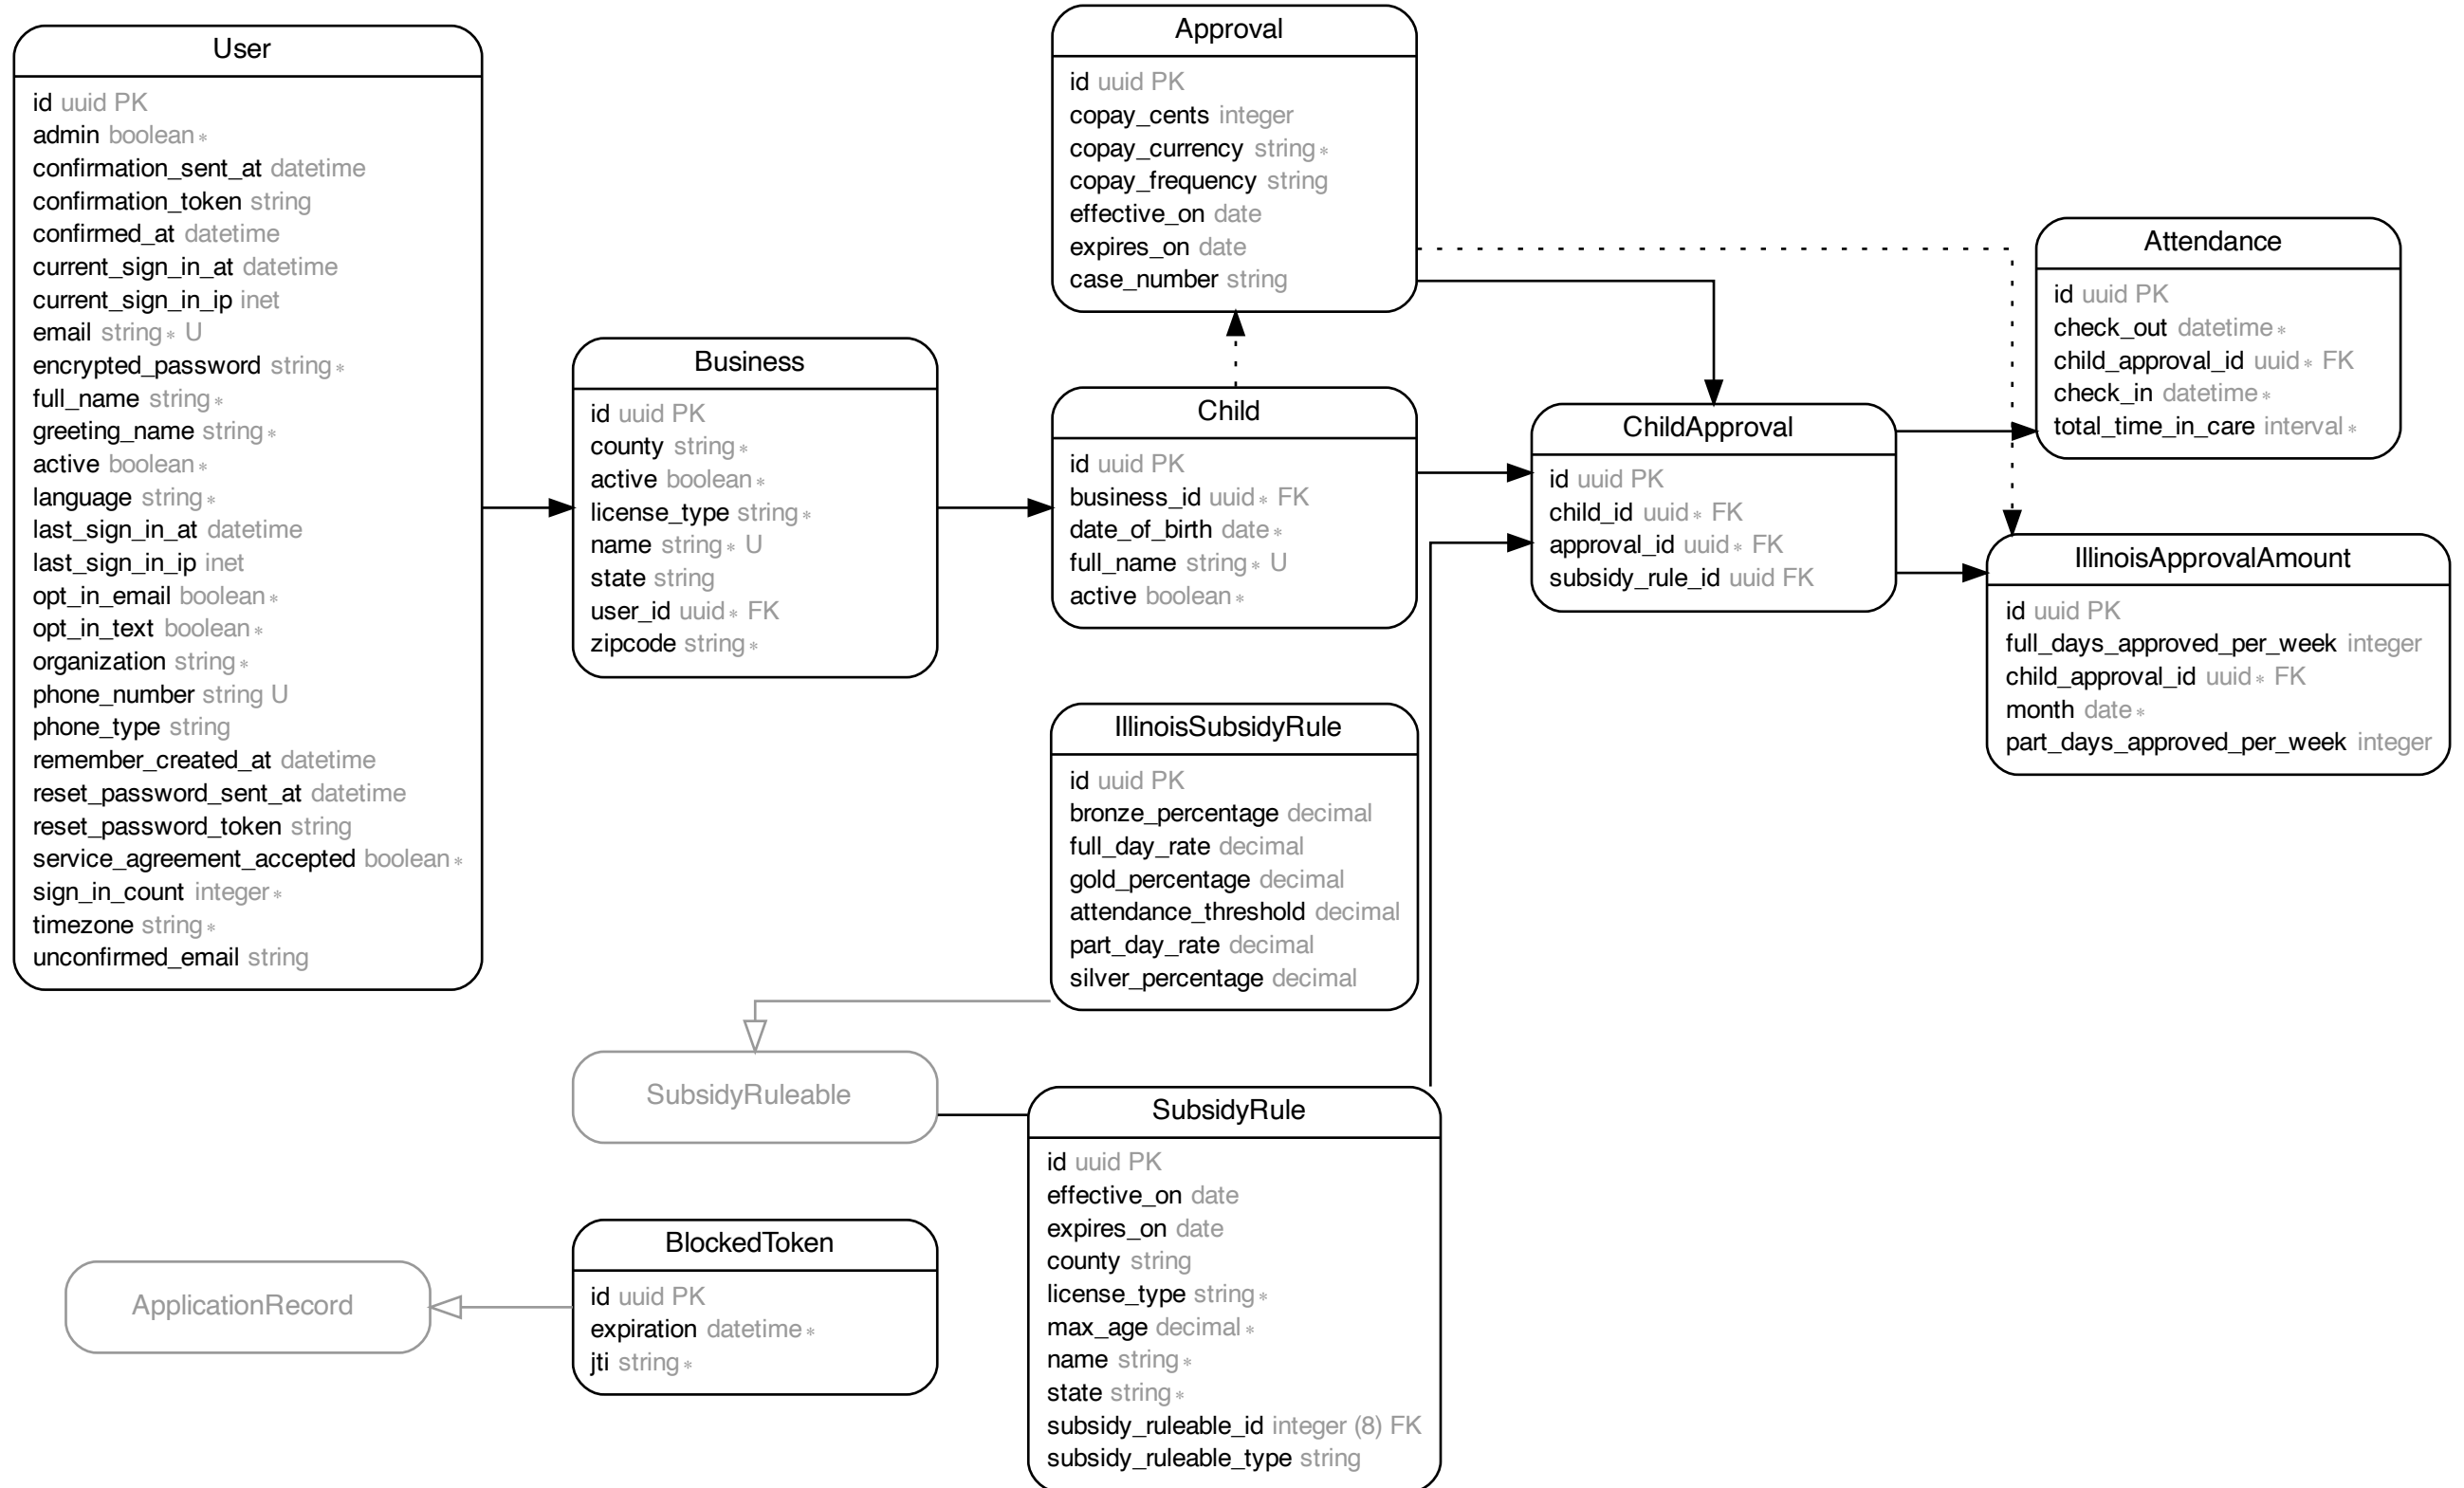 User
id uuid PK
admin boolean *
confirmation_sent_at datetime
confirmation_token string
confirmed_at datetime
current_sign_in_at datetime
current_sign_in_ip inet
email string * U
encrypted_password string *
full_name string *
greeting_name string *
active boolean *
language string *
last_sign_in_at datetime
last_sign_in_ip inet
opt_in_email boolean *
opt_in_text boolean *
organization string *
phone_number string U
phone_type string
remember_created_at datetime
reset_password_sent_at datetime
reset_password_token string
service_agreement_accepted boolean *
sign_in_count integer *
timezone string *
unconfirmed_email string
Business
id uuid PK
county string *
active boolean *
license_type string *
name string * U
state string
user_id uuid * FK
zipcode string *
Approval
id uuid PK
copay_cents integer
copay_currency string *
copay_frequency string
effective_on date
expires_on date
case_number string
Child
id uuid PK
business_id uuid * FK
date_of_birth date *
full_name string * U
active boolean *
ChildApproval
id uuid PK
child_id uuid * FK
approval_id uuid * FK
subsidy_rule_id uuid FK
Attendance
id uuid PK
check_out datetime *
child_approval_id uuid * FK
check_in datetime *
total_time_in_care interval *
IllinoisApprovalAmount
id uuid PK
full_days_approved_per_week integer
child_approval_id uuid * FK
month date *
part_days_approved_per_week integer
IllinoisSubsidyRule
id uuid PK
bronze_percentage decimal
full_day_rate decimal
gold_percentage decimal
attendance_threshold decimal
part_day_rate decimal
silver_percentage decimal
SubsidyRuleable
SubsidyRule
id uuid PK
effective_on date
expires_on date
county string
license_type string *
max_age decimal *
name string *
state string *
subsidy_ruleable_id integer (8) FK
subsidy_ruleable_type string
BlockedToken
id uuid PK
expiration datetime *
jti string *
ApplicationRecord